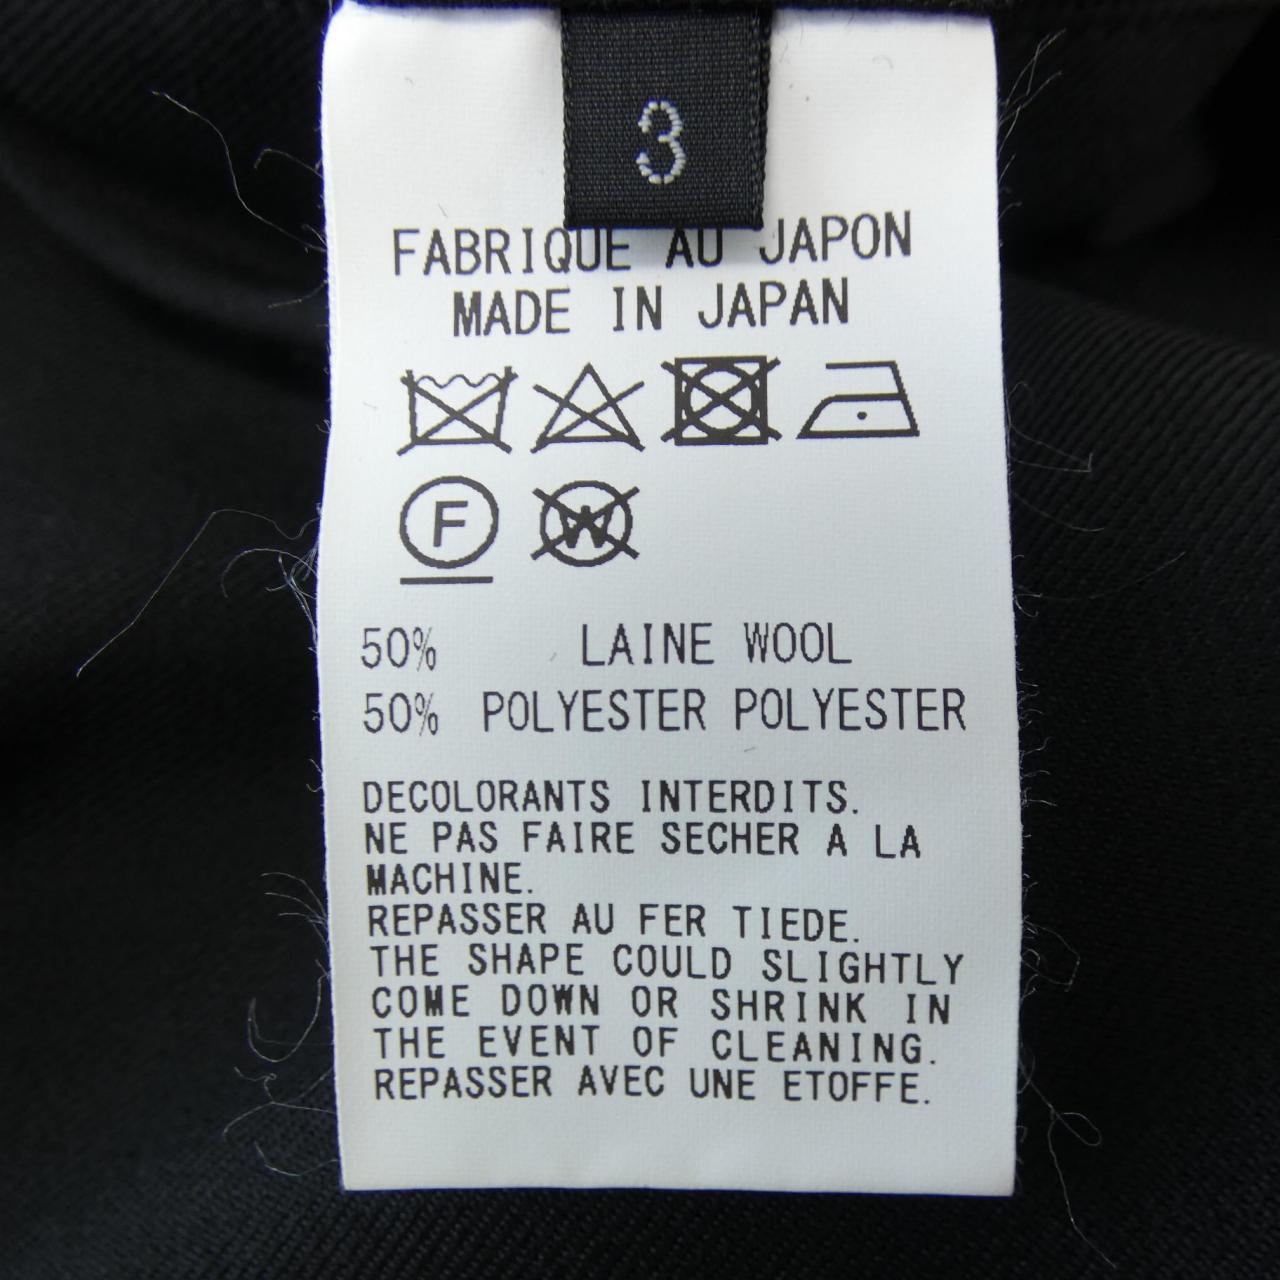 3
FABRIQUE AU JAPON
MADE IN JAPAN
F W
50% LAINE WOOL
50% POLYESTER POLYESTER
DECOLORANTS INTERDITS.
NE PAS FAIRE SECHER A LA
MACHINE.
REPASSER AU FER TIEDE.
THE SHAPE COULD SLIGHTLY
COME DOWN OR SHRINK IN
THE EVENT OF CLEANING.
REPASSER AVEC UNE ETOFFE.